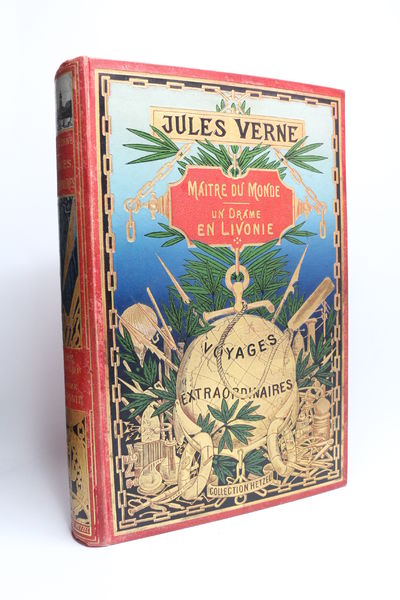 JULES VERNE
MAÎTRE DU MONDE
UN DRAME
EN LIVONIE
VOYAGES
EXTRAORDINAIRES
COLLECTION HETZEL